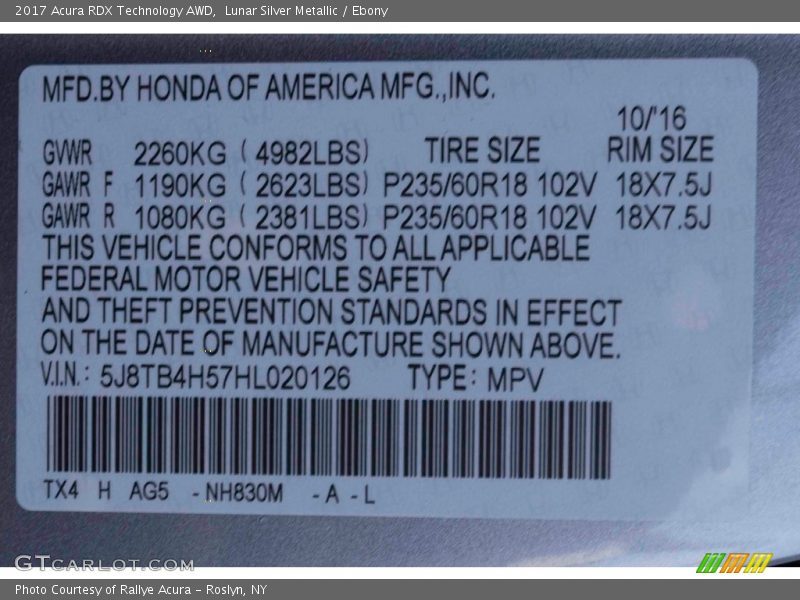 2017 Acura RDX Technology AWD,  Lunar Silver Metallic / Ebony
MFD.BY HONDA OF AMERICA MFG.,INC.
10/'16
GVWR 2260KG ( 4982LBS) TIRE SIZE RIM SIZE
GAWR F 1190KG ( 2623LBS) P235/60R18 102V 18X7.5J
GAWR R 1080KG ( 2381LBS) P235/60R18 102V 18X7.5J
THIS VEHICLE CONFORMS TO ALL APPLICABLE
FEDERAL MOTOR VEHICLE SAFETY
AND THEFT PREVENTION STANDARDS IN EFFECT
ON THE DATE OF MANUFACTURE SHOWN ABOVE.
V.I.N.: 5J8TB4H57HL020126 TYPE: MPV
TX4 H AG5 -NH830M -A-L
GTCARLOT.COM
Photo Courtesy of Rallye Acura - Roslyn, NY